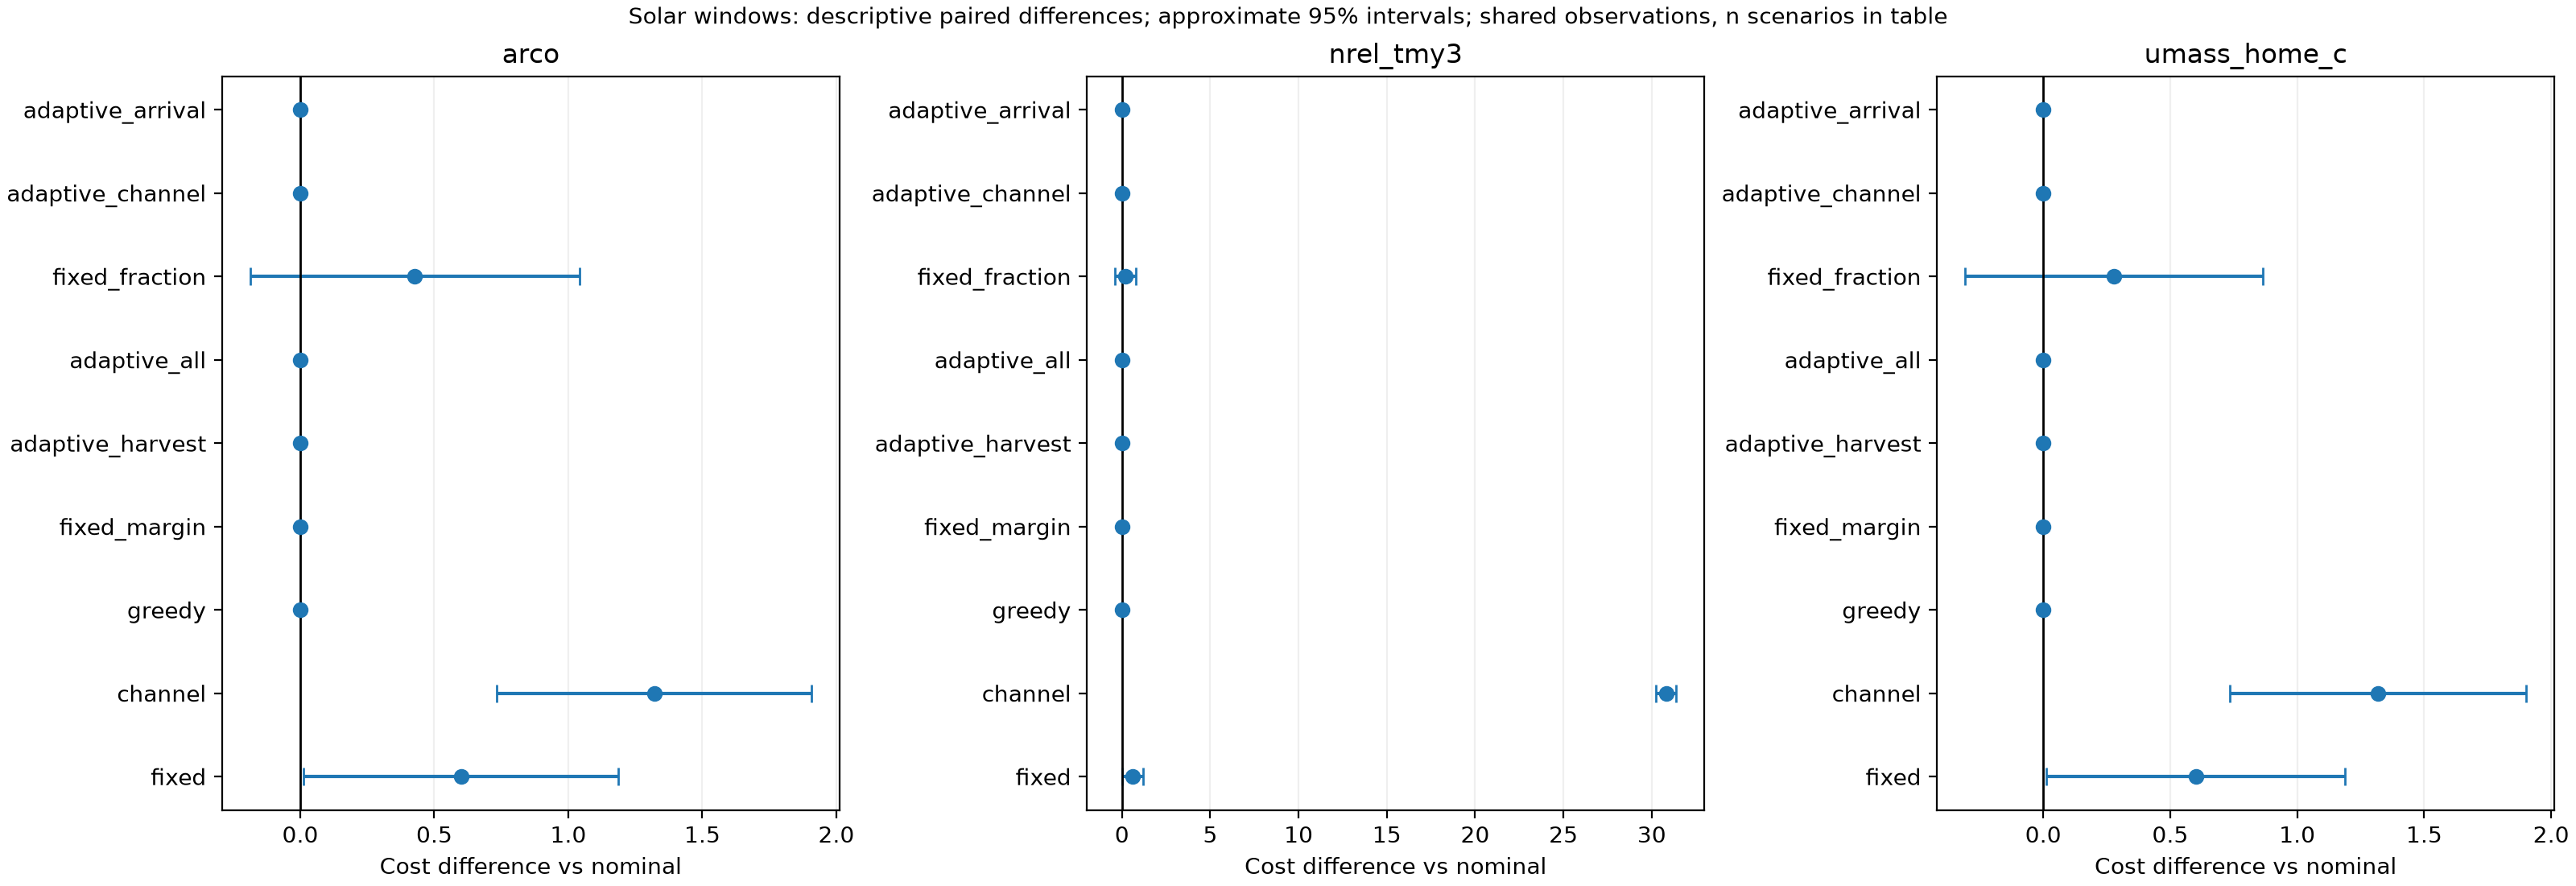 Solar windows: descriptive paired differences; approximate 95% intervals; shared observations, n scenarios in table
arco
adaptive_arrival
adaptive_channel
fixed_fraction
adaptive_all
adaptive_harvest
fixed_margin
greedy
channel
fixed
0.0 0.5 1.0 1.5 2.0
Cost difference vs nominal
nrel_tmy3
adaptive_arrival
adaptive_channel
fixed_fraction
adaptive_all
adaptive_harvest
fixed_margin
greedy
channel
fixed
0 5 10 15 20 25 30
Cost difference vs nominal
umass_home_c
adaptive_arrival
adaptive_channel
fixed_fraction
adaptive_all
adaptive_harvest
fixed_margin
greedy
channel
fixed
0.0 0.5 1.0 1.5 2.0
Cost difference vs nominal